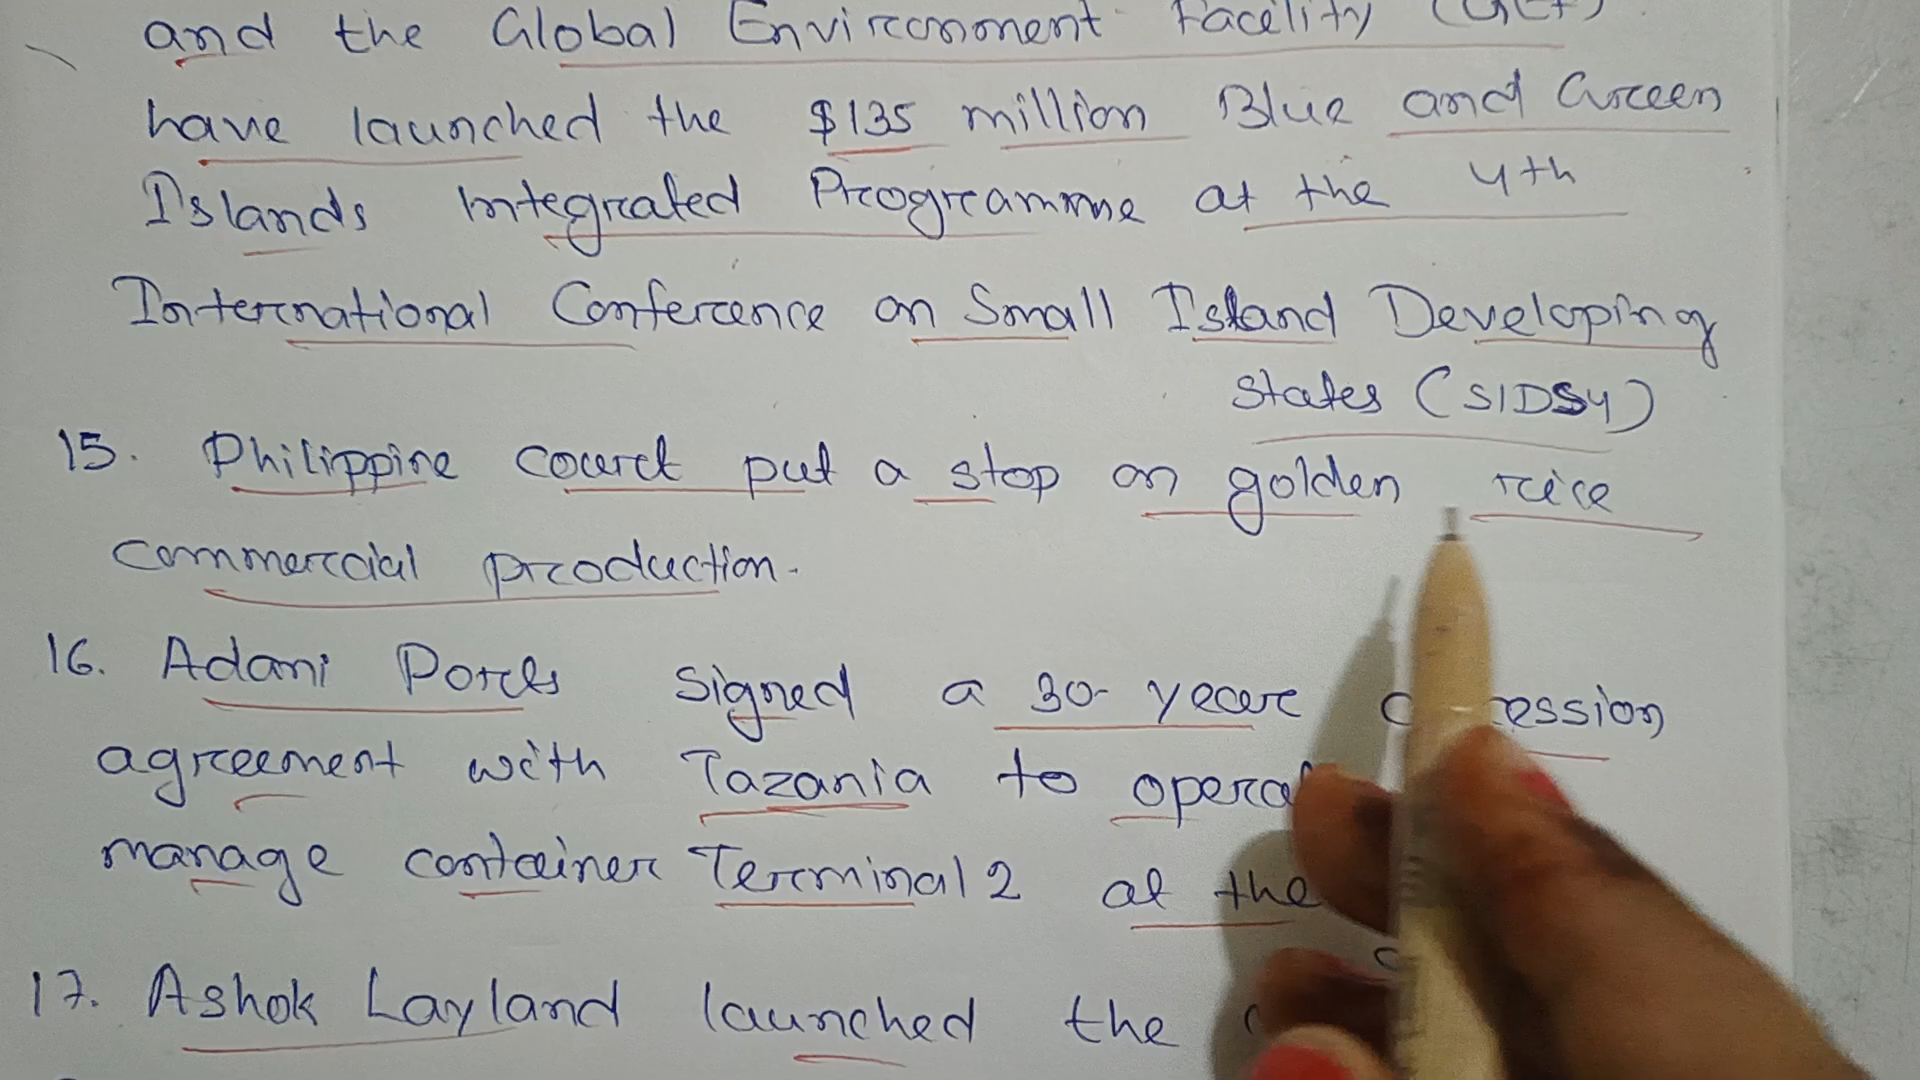 and the Global Environment Facility (GEF)
have launched the $135 million Blue and Green
Islands Integrated Programme at the 4th
International Conference on Small Island Developing
States (SIDS4)
15. Philippine court put a stop on golden rice
commercial production.
16. Adani Ports signed a 30-year
agreement with Tazania to
manage container Terminal 2 at the
17. Ashok Layland launched the